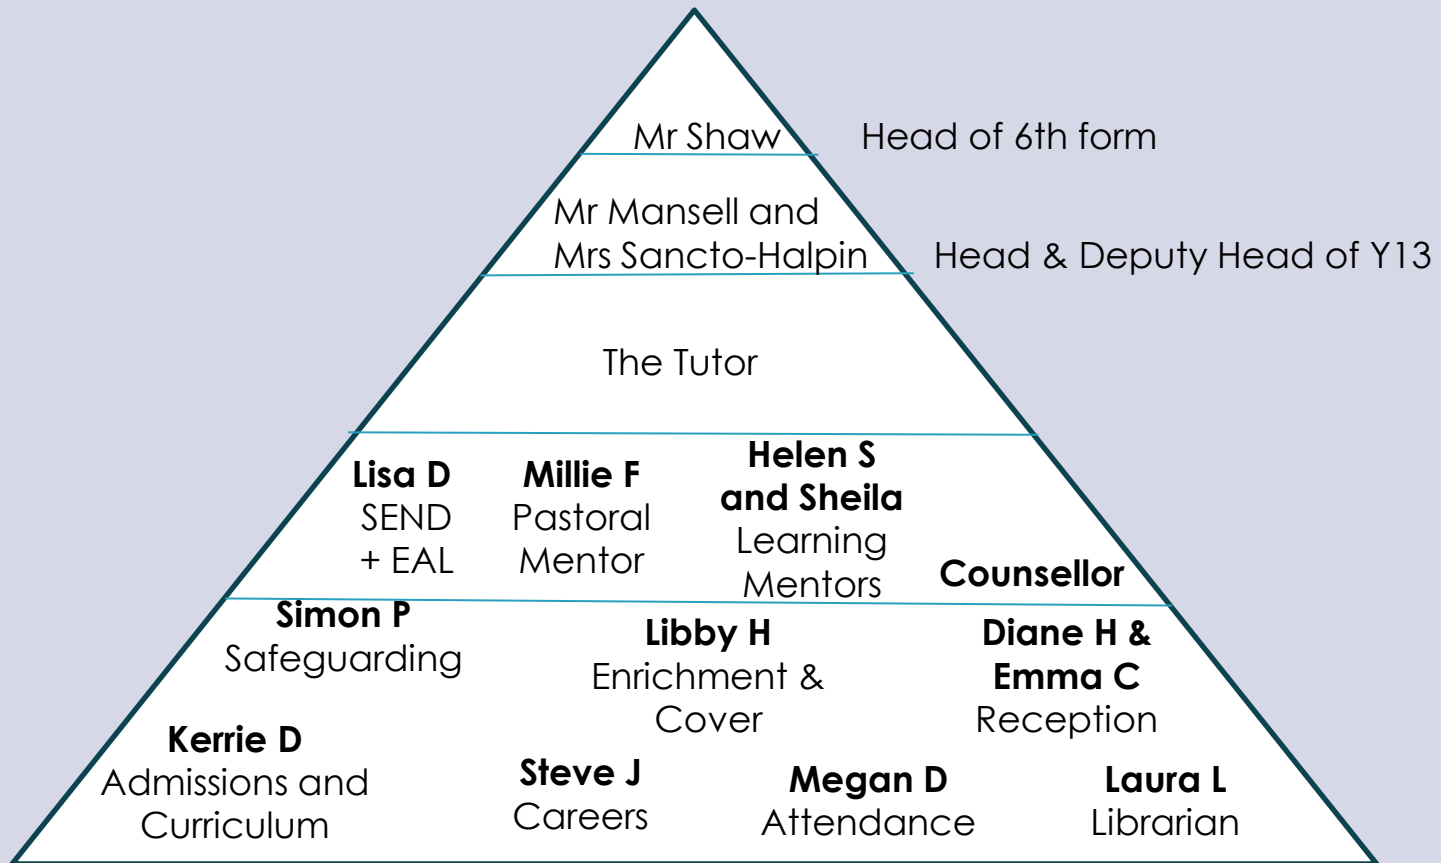 Mr Shaw
Head of 6th form
Mr Mansell and
Mrs Sancto-Halpin
Head & Deputy Head of Y13
The Tutor
Lisa D
SEND
+ EAL
Millie F
Pastoral
Mentor
Helen S
and Sheila
Learning
Mentors
Counsellor
Simon P
Safeguarding
Libby H
Enrichment &
Cover
Diane H &
Emma C
Reception
Kerrie D
Admissions and
Curriculum
Steve J
Careers
Megan D
Attendance
Laura L
Librarian